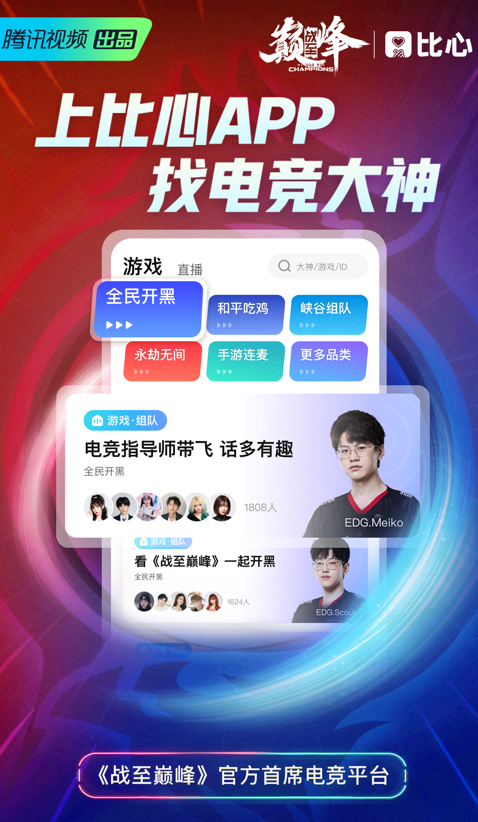 腾讯视频 出品
战至巅峰
CHAMPIONS
比心
上比心APP
找电竞大神
游戏 直播 大神/游戏/ID
全民开黑 和平吃鸡 峡谷组队
永劫无间 手游连麦 更多品类
游戏·组队
电竞指导师带飞 话多有趣
全民开黑
1808人
EDG.Meiko
游戏·组队
看《战至巅峰》一起开黑
全民开黑
1624人
EDG.Scout
《战至巅峰》官方首席电竞平台